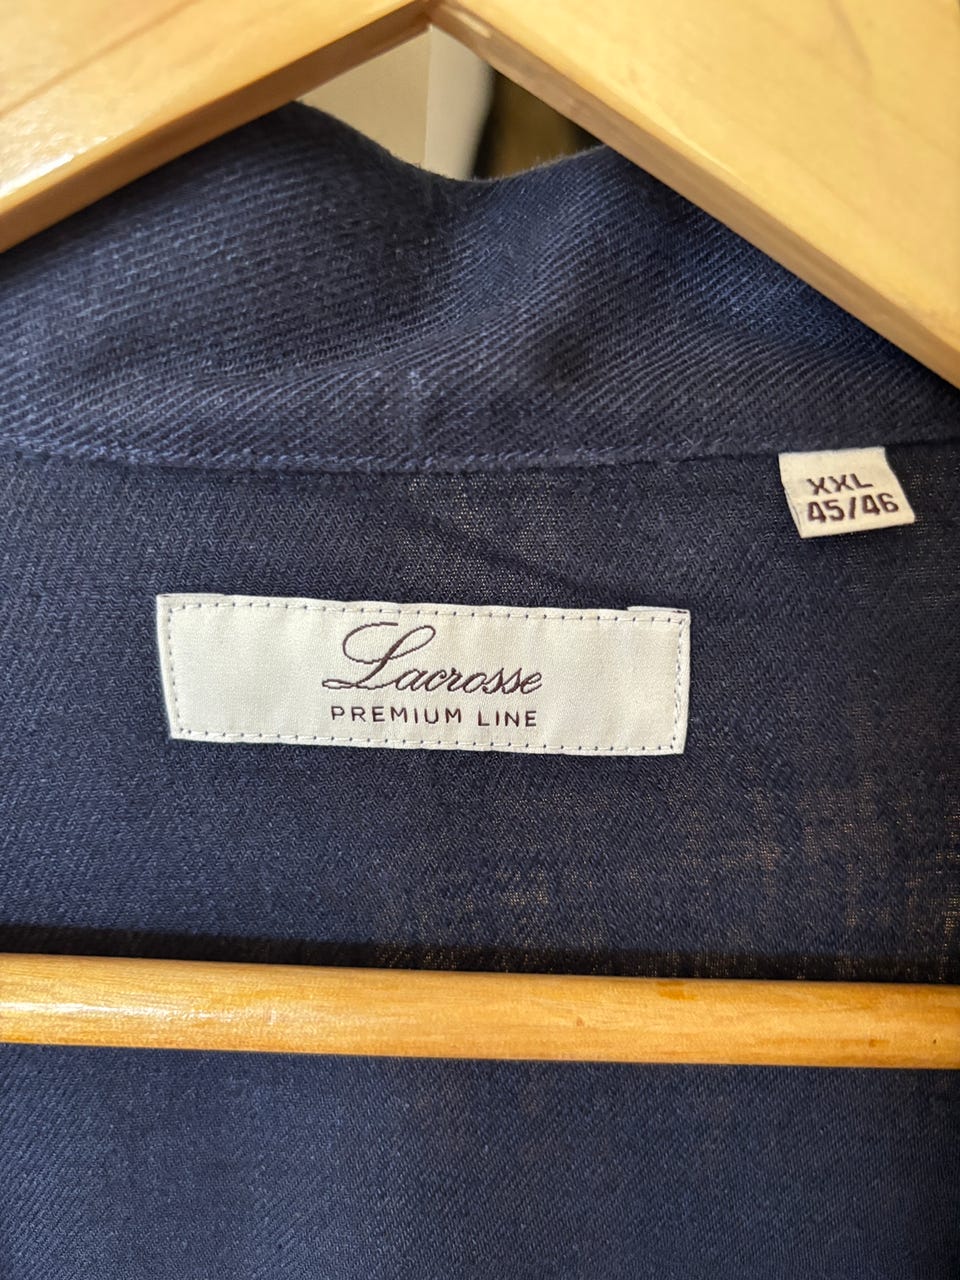 XXL
45/46
Lacrosse
PREMIUM LINE